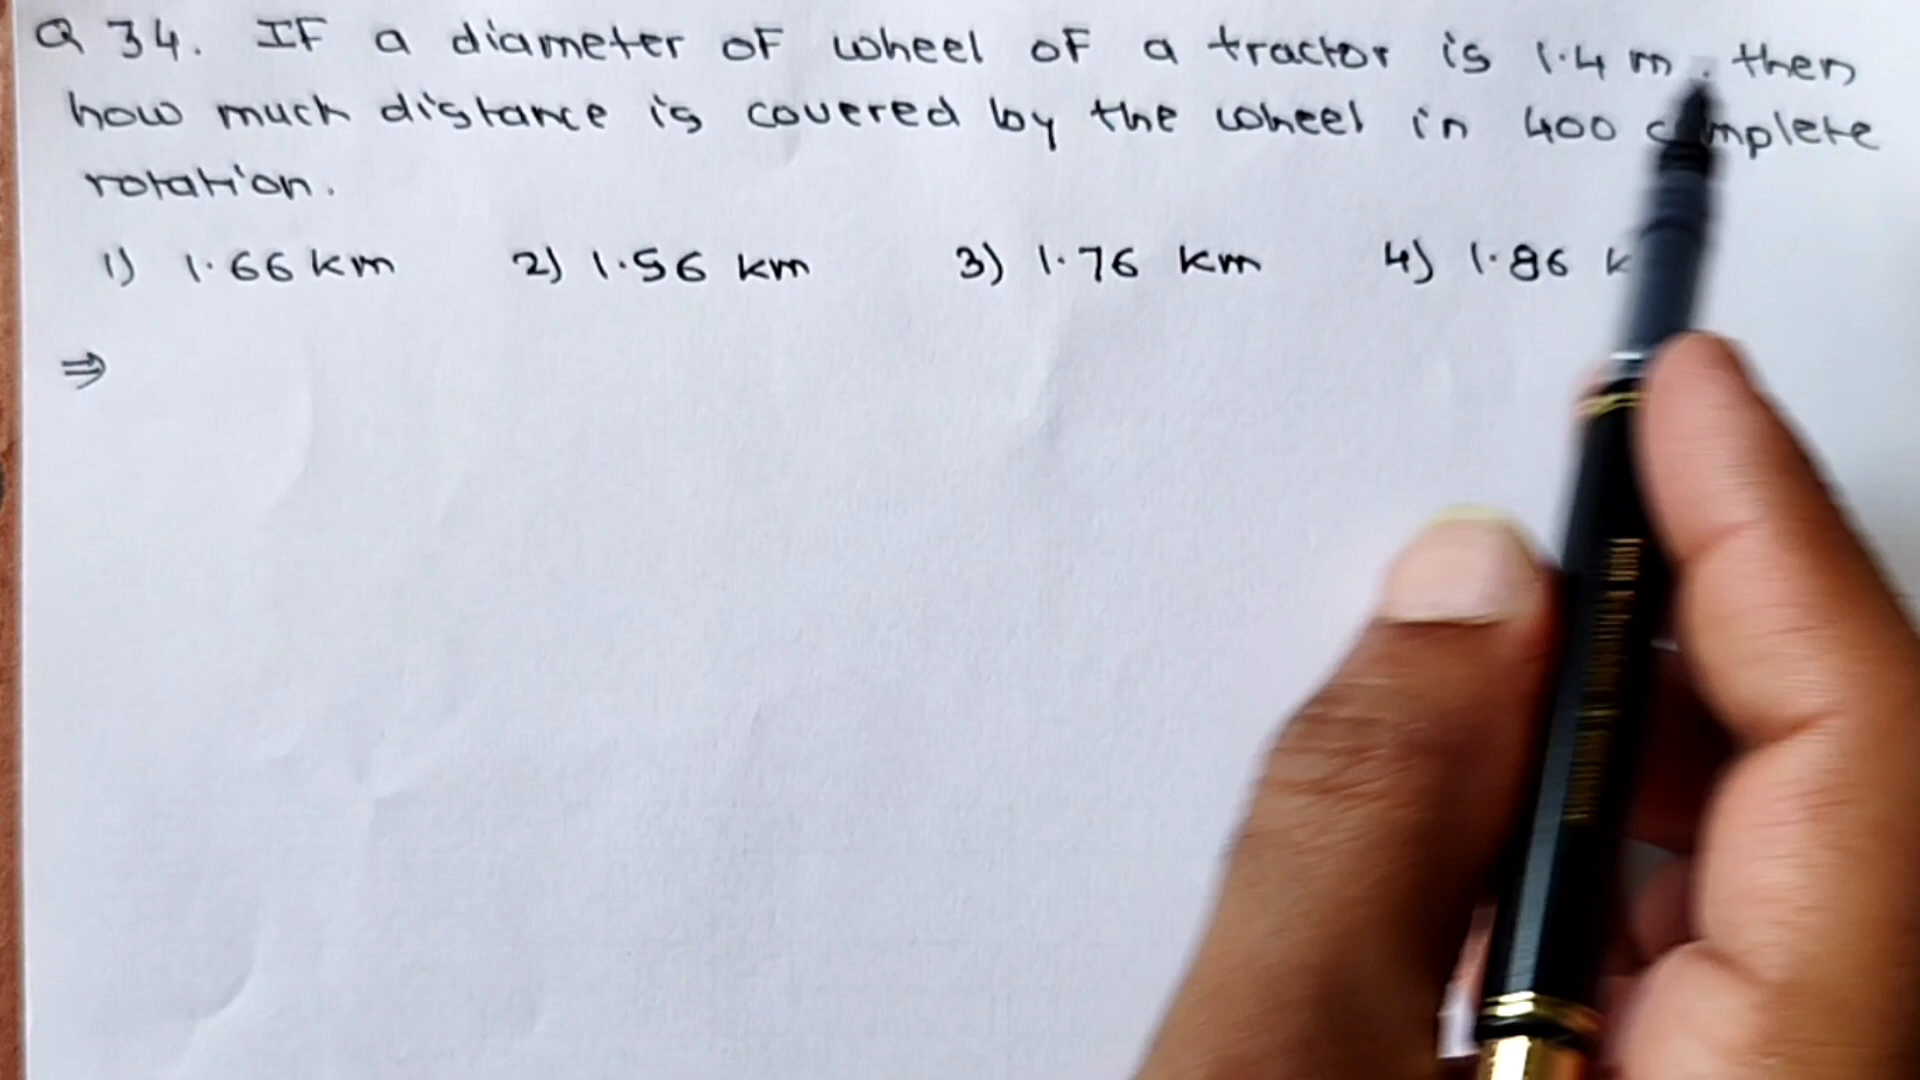 Q 34. IF a diameter OF wheel OF a tractor is 1.4 m. then
how much distance is covered by the wheel in 400 complete
rotation.
1) 1.66 km 2) 1.56 km 3) 1.76 km 4) 1.86 k
⇒